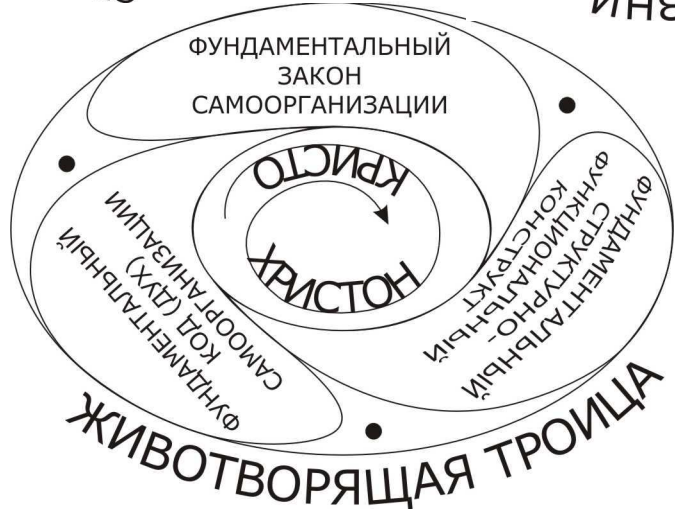 ФУНДАМЕНТАЛЬНЫЙ
ЗАКОН
САМООРГАНИЗАЦИИ
КРИСТО
ХРИСТОН
ФУНДАМЕНТАЛЬНЫЙ
СТРУКТУРНО-
ФУНКЦИОНАЛЬНЫЙ
КОНСТРУКТ
ФУНДАМЕНТАЛЬНЫЙ
КОД (ДУХ)
САМООРГАНИЗАЦИИ
ЖИВОТВОРЯЩАЯ ТРОИЦА